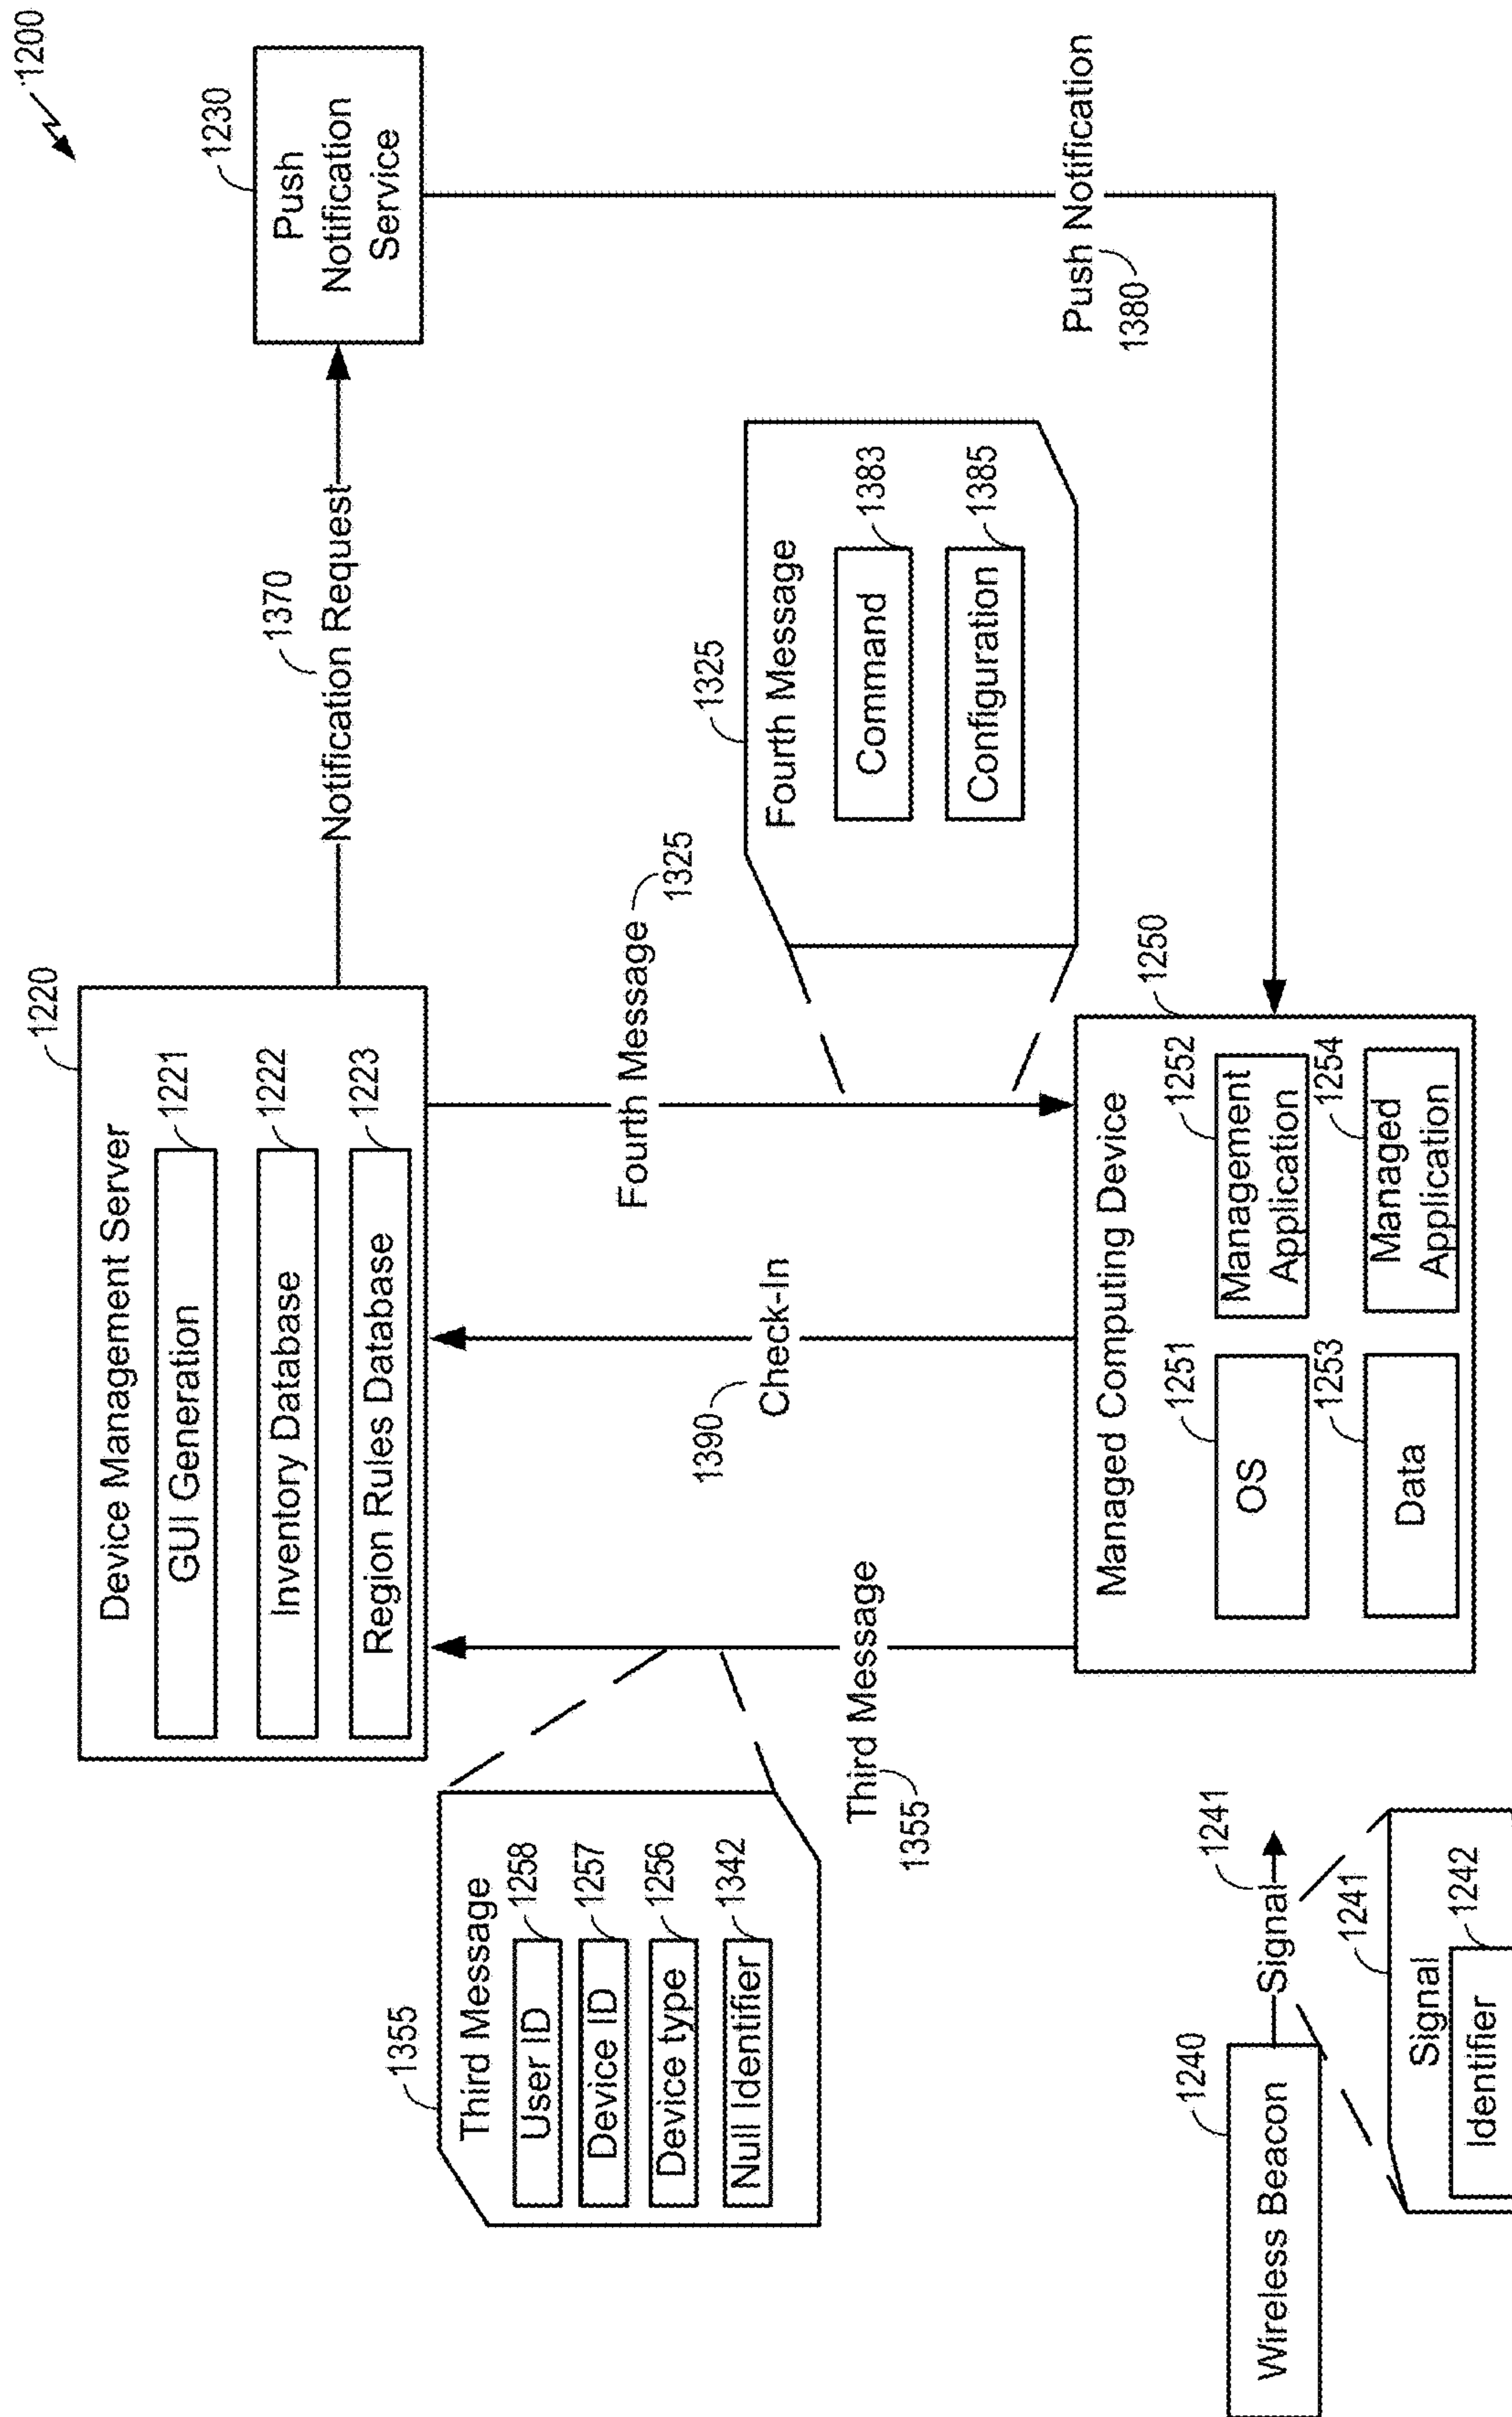 1200
1220
Device Management Server
GUI Generation
1221
Inventory Database
1222
Region Rules Database
1223
1370
Notification Request
1230
Push
Notification
Service
1355
Third Message
User ID
1258
Device ID
1257
Device type
1256
Null Identifier
1342
Third Message
1355
1390
Check-In
Fourth Message
1325
1325
Fourth Message
Command
1383
Configuration
1385
Push Notification
1380
1240
Wireless Beacon
Signal
1241
1241
Signal
Identifier
1242
1250
Managed Computing Device
OS
1251
Management
Application
1252
Data
1253
Managed
Application
1254